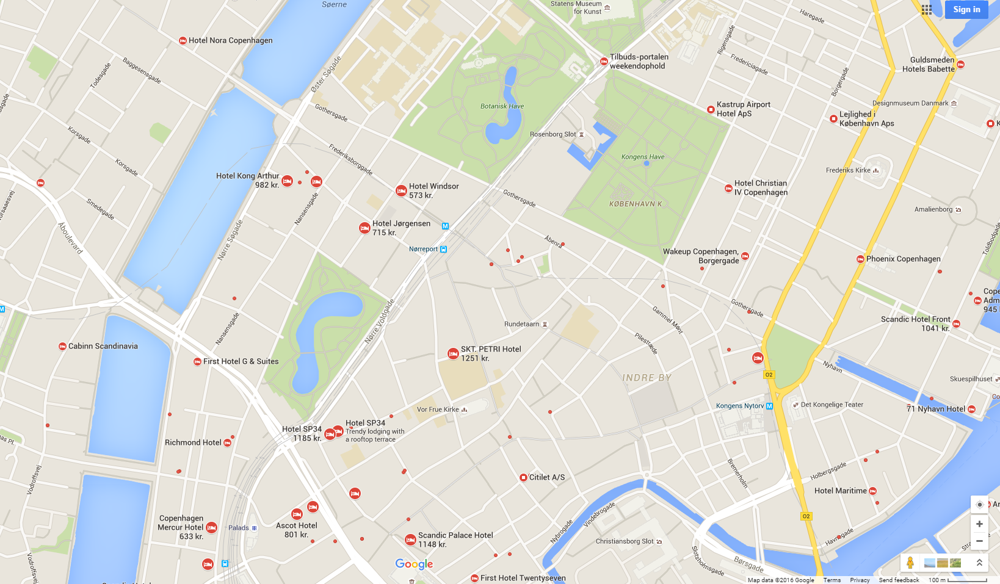 Søerne
Statens Museum
for Kunst
Sign in
Hotel Nora Copenhagen
Baggesensgade
Todesgade
Øster Søgade
Tilbuds-portalen
weekendophold
Rigensgade
Haregade
Fredericiagade
Borgergade
Guldsmeden
Hotels Babette
Designmuseum Danmark
Gothersgade
Botanisk Have
Kastrup Airport
Hotel ApS
Lejlighed i
København Aps
Korsgade
Korsgade
Rosenborg Slot
Frederiksborggade
Kongens Have
Frederiks Kirke
Hotel Kong Arthur
982 kr.
Hotel Windsor
573 kr.
Hotel Christian
IV Copenhagen
Smedegade
Nansensgade
Gothersgade
KØBENHAVN K
Amalienborg
Åboulevard
Nørre Søgade
Hotel Jørgensen
715 kr.
Nørreport
Åbenrå
Wakeup Copenhagen,
Borgergade
Phoenix Copenhagen
Toldbodgade
Nørre Voldgade
Gothersgade
Gammel Mønt
945
Scandic Hotel Front
1041 kr.
Rundetaarn
Pilestræde
Nansensgade
Cabinn Scandinavia
First Hotel G & Suites
SKT. PETRI Hotel
1251 kr.
INDRE BY
O2
Nyhavn
Skuespilhuset
Vor Frue Kirke
Kongens Nytorv
Det Kongelige Teater
71 Nyhavn Hotel
Hotel SP34
1185 kr.
Hotel SP34
Trendy lodging with
a rooftop terrace
Richmond Hotel
Vodroffsvej
Citilet A/S
Bremerholm
Holbergsgade
Hotel Maritime
O2
Copenhagen
Mercur Hotel
633 kr.
Palads
Ascot Hotel
801 kr.
Scandic Palace Hotel
1148 kr.
Vindebrogade
Nybrogade
Christiansborg Slot
Havnegade
Slotsholmsgade
Børsgade
Vodroffsvej
Google
First Hotel Twentyseven
Map data ©2016 Google Terms Privacy Send feedback 100 m